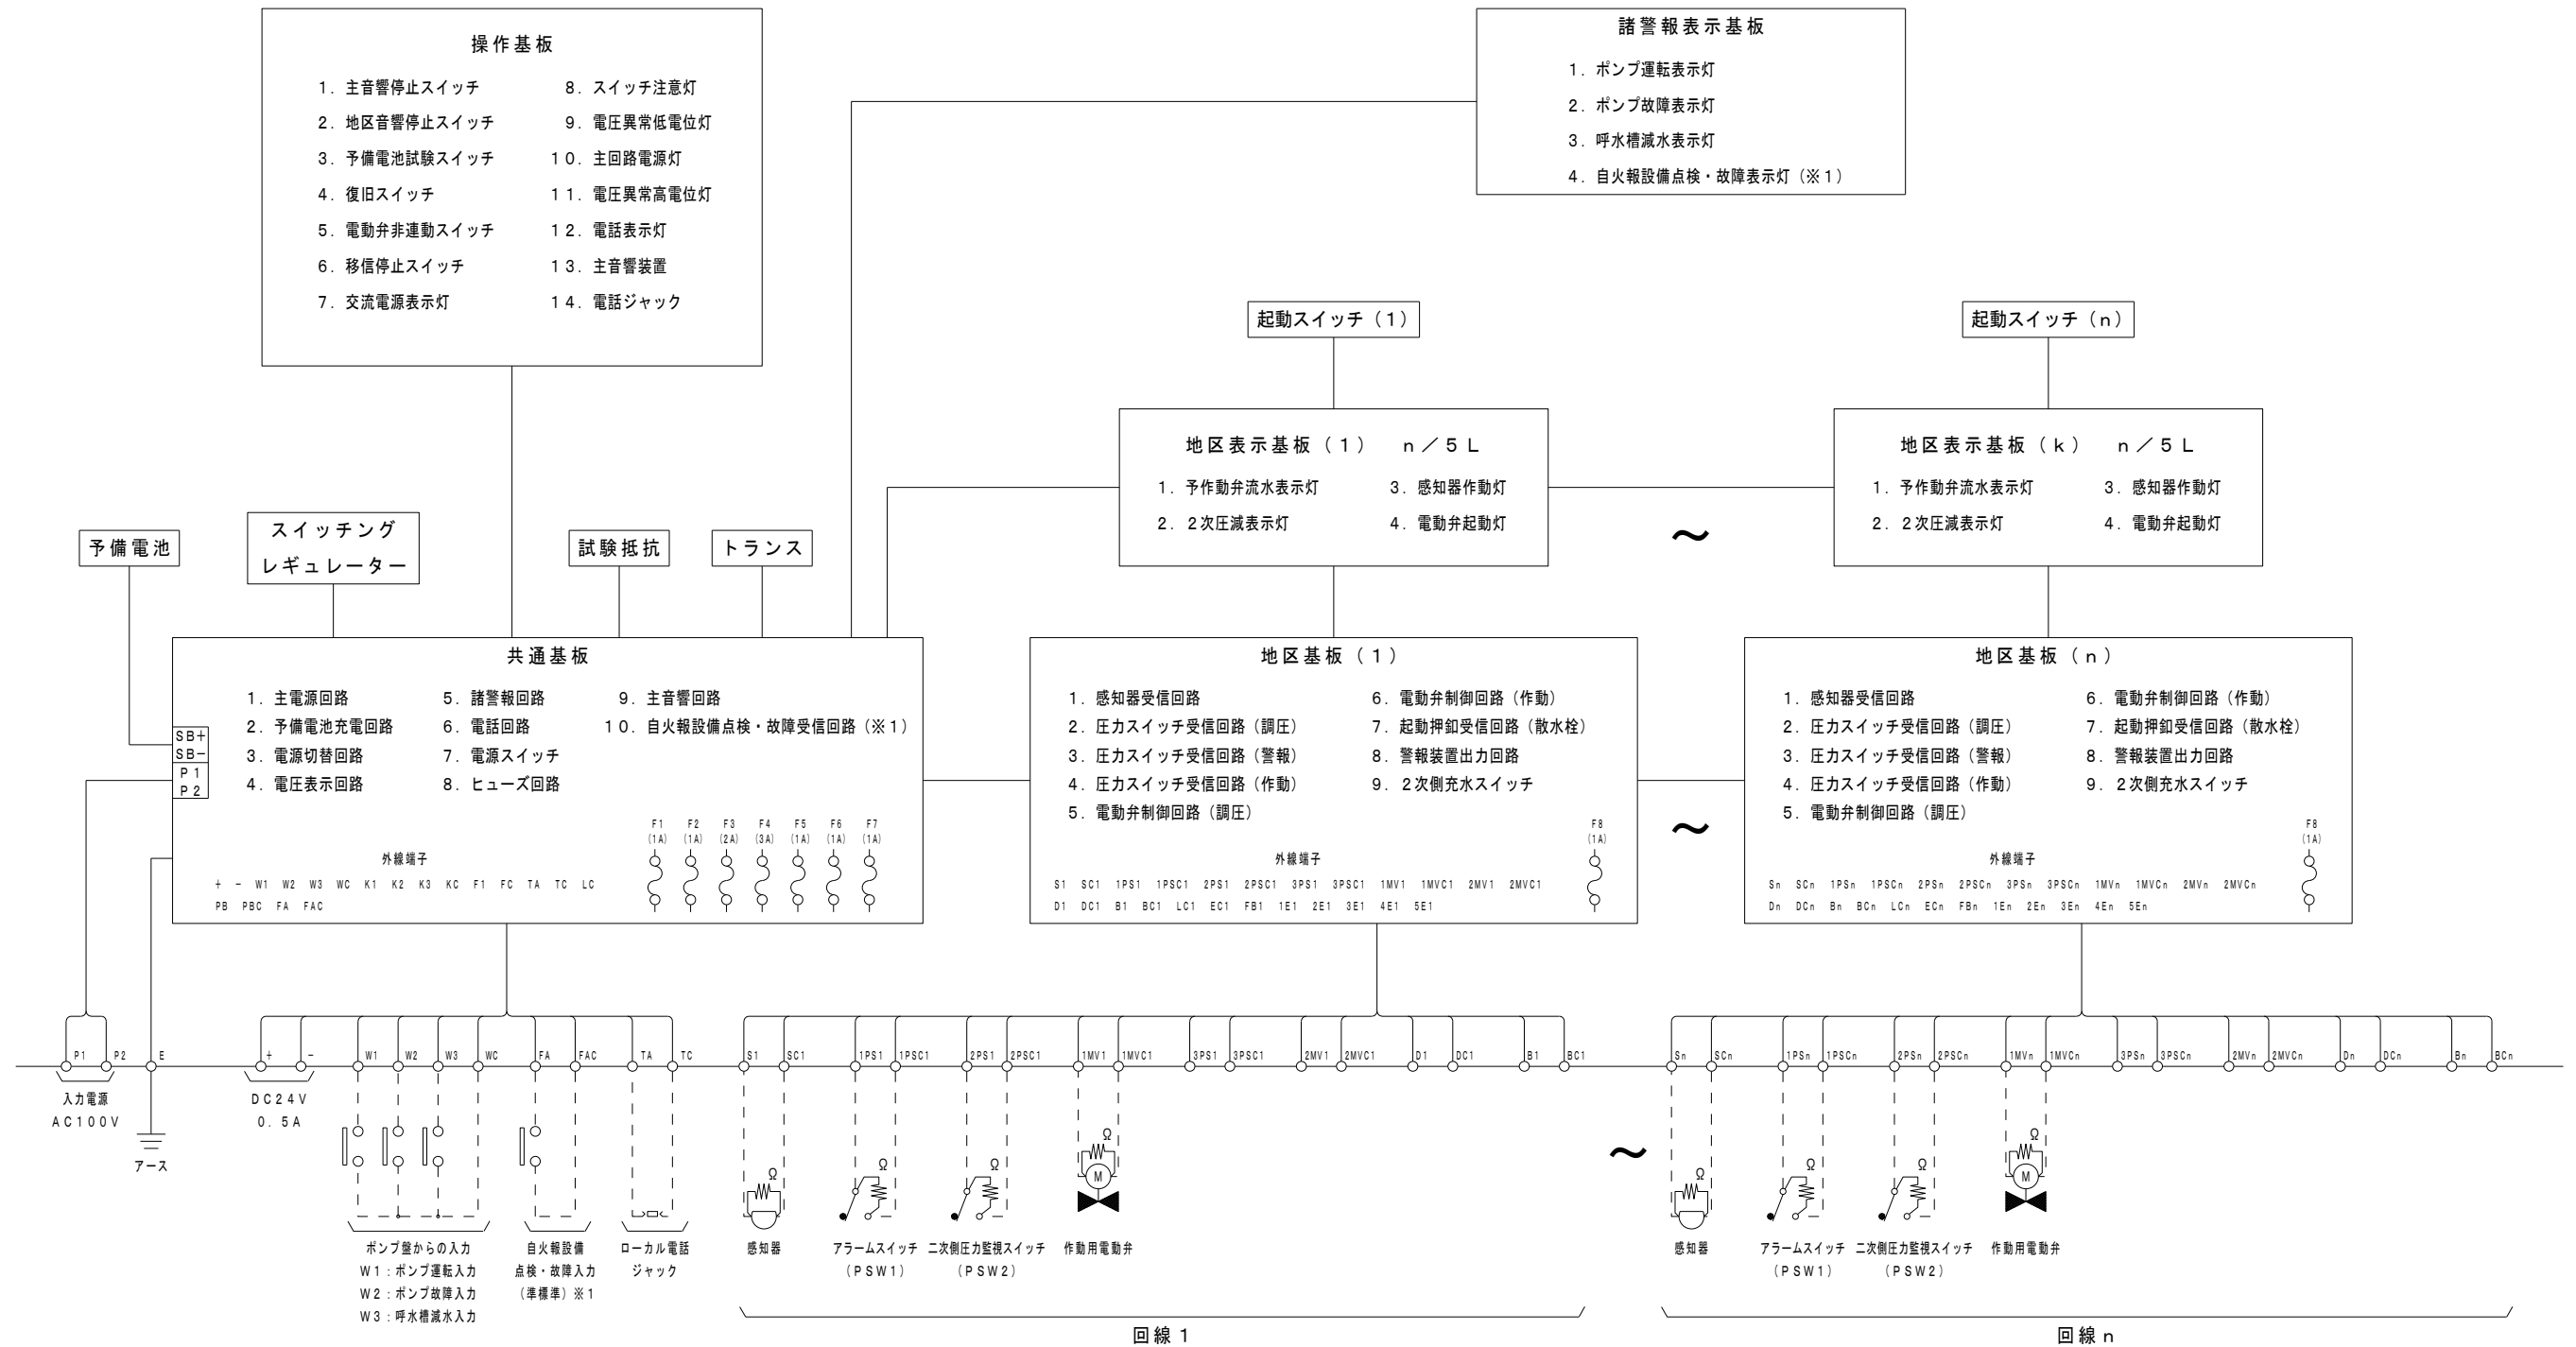 操作基板
1. 主音響停止スイッチ
2. 地区音響停止スイッチ
3. 予備電池試験スイッチ
4. 復旧スイッチ
5. 電動弁非連動スイッチ
6. 移信停止スイッチ
7. 交流電源表示灯
8. スイッチ注意灯
9. 電圧異常低電位灯
10. 主回路電源灯
11. 電圧異常高電位灯
12. 電話表示灯
13. 主音響装置
14. 電話ジャック
諸警報表示基板
1. ポンプ運転表示灯
2. ポンプ故障表示灯
3. 呼水槽減水表示灯
4. 自火報設備点検・故障表示灯(※1)
起動スイッチ(1)
起動スイッチ(n)
地区表示基板(1) n/5L
1. 予作動弁流水表示灯
2. 2次圧減表示灯
3. 感知器作動灯
4. 電動弁起動灯
~
地区表示基板(k) n/5L
1. 予作動弁流水表示灯
2. 2次圧減表示灯
3. 感知器作動灯
4. 電動弁起動灯
予備電池
スイッチング
レギュレーター
試験抵抗
トランス
共通基板
1. 主電源回路
2. 予備電池充電回路
3. 電源切替回路
4. 電圧表示回路
5. 諸警報回路
6. 電話回路
7. 電源スイッチ
8. ヒューズ回路
9. 主音響回路
10. 自火報設備点検・故障受信回路(※1)
SB+
SB-
P1
P2
F1 F2 F3 F4 F5 F6 F7
(1A) (1A) (2A) (3A) (1A) (1A) (1A)
外線端子
+ - W1 W2 W3 WC K1 K2 K3 KC F1 FC TA TC LC
PB PBC FA FAC
地区基板(1)
1. 感知器受信回路
2. 圧力スイッチ受信回路(調圧)
3. 圧力スイッチ受信回路(警報)
4. 圧力スイッチ受信回路(作動)
5. 電動弁制御回路(調圧)
6. 電動弁制御回路(作動)
7. 起動押釦受信回路(散水栓)
8. 警報装置出力回路
9. 2次側充水スイッチ
F8
(1A)
外線端子
S1 SC1 1PS1 1PSC1 2PS1 2PSC1 3PS1 3PSC1 1MV1 1MVC1 2MV1 2MVC1
D1 DC1 B1 BC1 LC1 EC1 FB1 1E1 2E1 3E1 4E1 5E1
~
地区基板(n)
1. 感知器受信回路
2. 圧力スイッチ受信回路(調圧)
3. 圧力スイッチ受信回路(警報)
4. 圧力スイッチ受信回路(作動)
5. 電動弁制御回路(調圧)
6. 電動弁制御回路(作動)
7. 起動押釦受信回路(散水栓)
8. 警報装置出力回路
9. 2次側充水スイッチ
F8
(1A)
外線端子
Sn SCn 1PSn 1PSCn 2PSn 2PSCn 3PSn 3PSCn 1MVn 1MVCn 2MVn 2MVCn
Dn DCn Bn BCn LCn ECn FBn 1En 2En 3En 4En 5En
P1 P2 E + - W1 W2 W3 WC FA FAC TA TC S1 SC1 1PS1 1PSC1 2PS1 2PSC1 1MV1 1MVC1 3PS1 3PSC1 2MV1 2MVC1 D1 DC1 B1 BC1 Sn SCn 1PSn 1PSCn 2PSn 2PSCn 1MVn 1MVCn 3PSn 3PSCn 2MVn 2MVCn Dn DCn Bn BCn
入力電源
AC100V
アース
DC24V
0.5A
ポンプ盤からの入力
W1:ポンプ運転入力
W2:ポンプ故障入力
W3:呼水槽減水入力
自火報設備
点検・故障入力
(準標準)※1
ローカル電話
ジャック
Ω
感知器
Ω
アラームスイッチ
(PSW1)
Ω
二次側圧力監視スイッチ
(PSW2)
Ω
M
作動用電動弁
回線1
~
Ω
感知器
Ω
アラームスイッチ
(PSW1)
Ω
二次側圧力監視スイッチ
(PSW2)
Ω
M
作動用電動弁
回線n